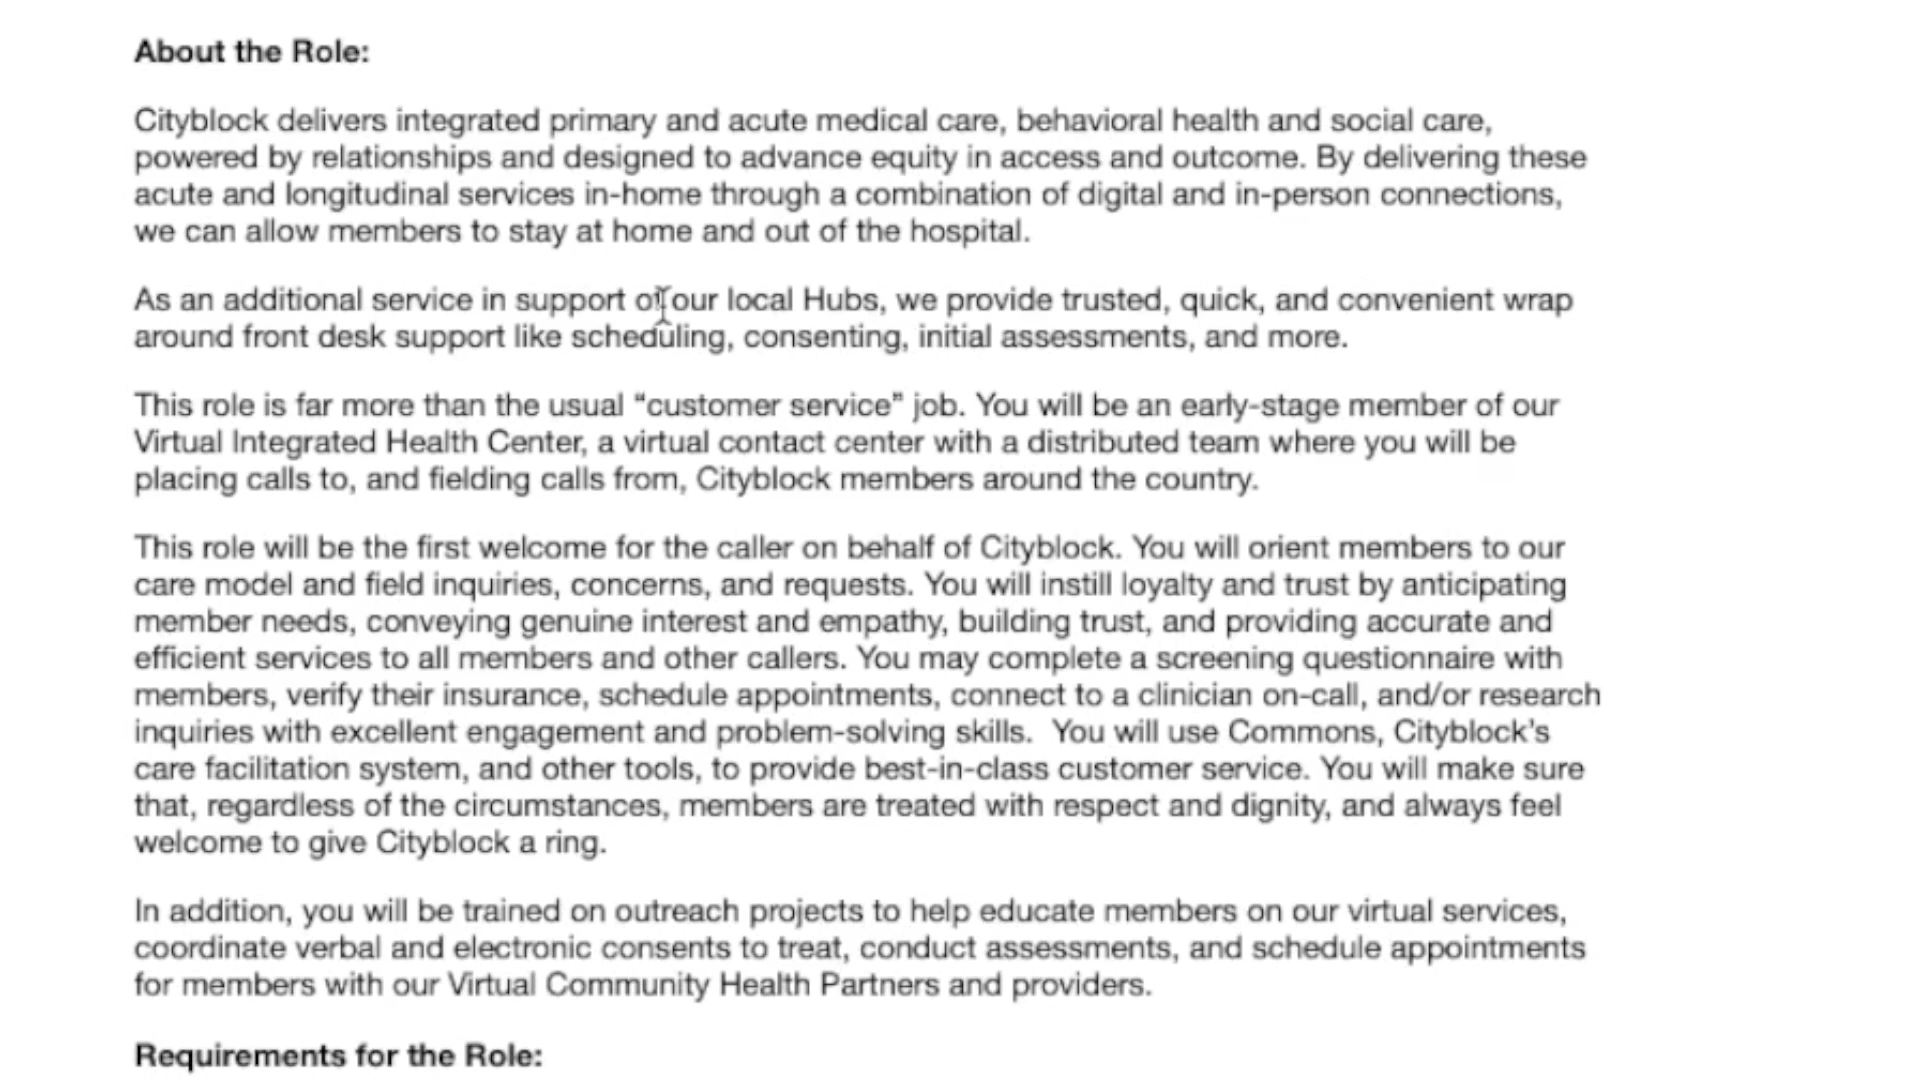 About the Role:
Cityblock delivers integrated primary and acute medical care, behavioral health and social care,
powered by relationships and designed to advance equity in access and outcome. By delivering these
acute and longitudinal services in-home through a combination of digital and in-person connections,
we can allow members to stay at home and out of the hospital.
As an additional service in support of our local Hubs, we provide trusted, quick, and convenient wrap
around front desk support like scheduling, consenting, initial assessments, and more.
This role is far more than the usual “customer service” job. You will be an early-stage member of our
Virtual Integrated Health Center, a virtual contact center with a distributed team where you will be
placing calls to, and fielding calls from, Cityblock members around the country.
This role will be the first welcome for the caller on behalf of Cityblock. You will orient members to our
care model and field inquiries, concerns, and requests. You will instill loyalty and trust by anticipating
member needs, conveying genuine interest and empathy, building trust, and providing accurate and
efficient services to all members and other callers. You may complete a screening questionnaire with
members, verify their insurance, schedule appointments, connect to a clinician on-call, and/or research
inquiries with excellent engagement and problem-solving skills.  You will use Commons, Cityblock's
care facilitation system, and other tools, to provide best-in-class customer service. You will make sure
that, regardless of the circumstances, members are treated with respect and dignity, and always feel
welcome to give Cityblock a ring.
In addition, you will be trained on outreach projects to help educate members on our virtual services,
coordinate verbal and electronic consents to treat, conduct assessments, and schedule appointments
for members with our Virtual Community Health Partners and providers.
Requirements for the Role: